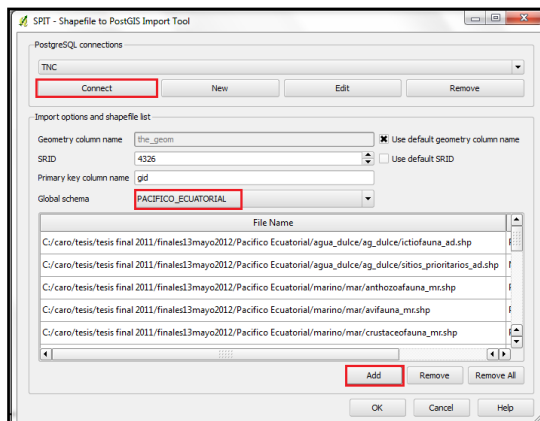 SPIT - Shapefile to PostGIS Import Tool
PostgreSQL connections
TNC
Connect New Edit Remove
Import options and shapefile list
Geometry column name the_geom Use default geometry column name
SRID 4326 Use default SRID
Primary key column name gid
Global schema PACIFICO_ECUATORIAL
File Name
C:/caro/tesis/tesis final 2011/finales13mayo2012/Pacifico Ecuatorial/agua_dulce/ag_dulce/ictiofauna_ad.shp
C:/caro/tesis/tesis final 2011/finales13mayo2012/Pacifico Ecuatorial/agua_dulce/ag_dulce/sitios_prioritarios_ad.shp
C:/caro/tesis/tesis final 2011/finales13mayo2012/Pacifico Ecuatorial/marino/mar/anthozoafauna_mr.shp
C:/caro/tesis/tesis final 2011/finales13mayo2012/Pacifico Ecuatorial/marino/mar/avifauna_mr.shp
C:/caro/tesis/tesis final 2011/finales13mayo2012/Pacifico Ecuatorial/marino/mar/crustaceofauna_mr.shp
Add Remove Remove All
OK Cancel Help